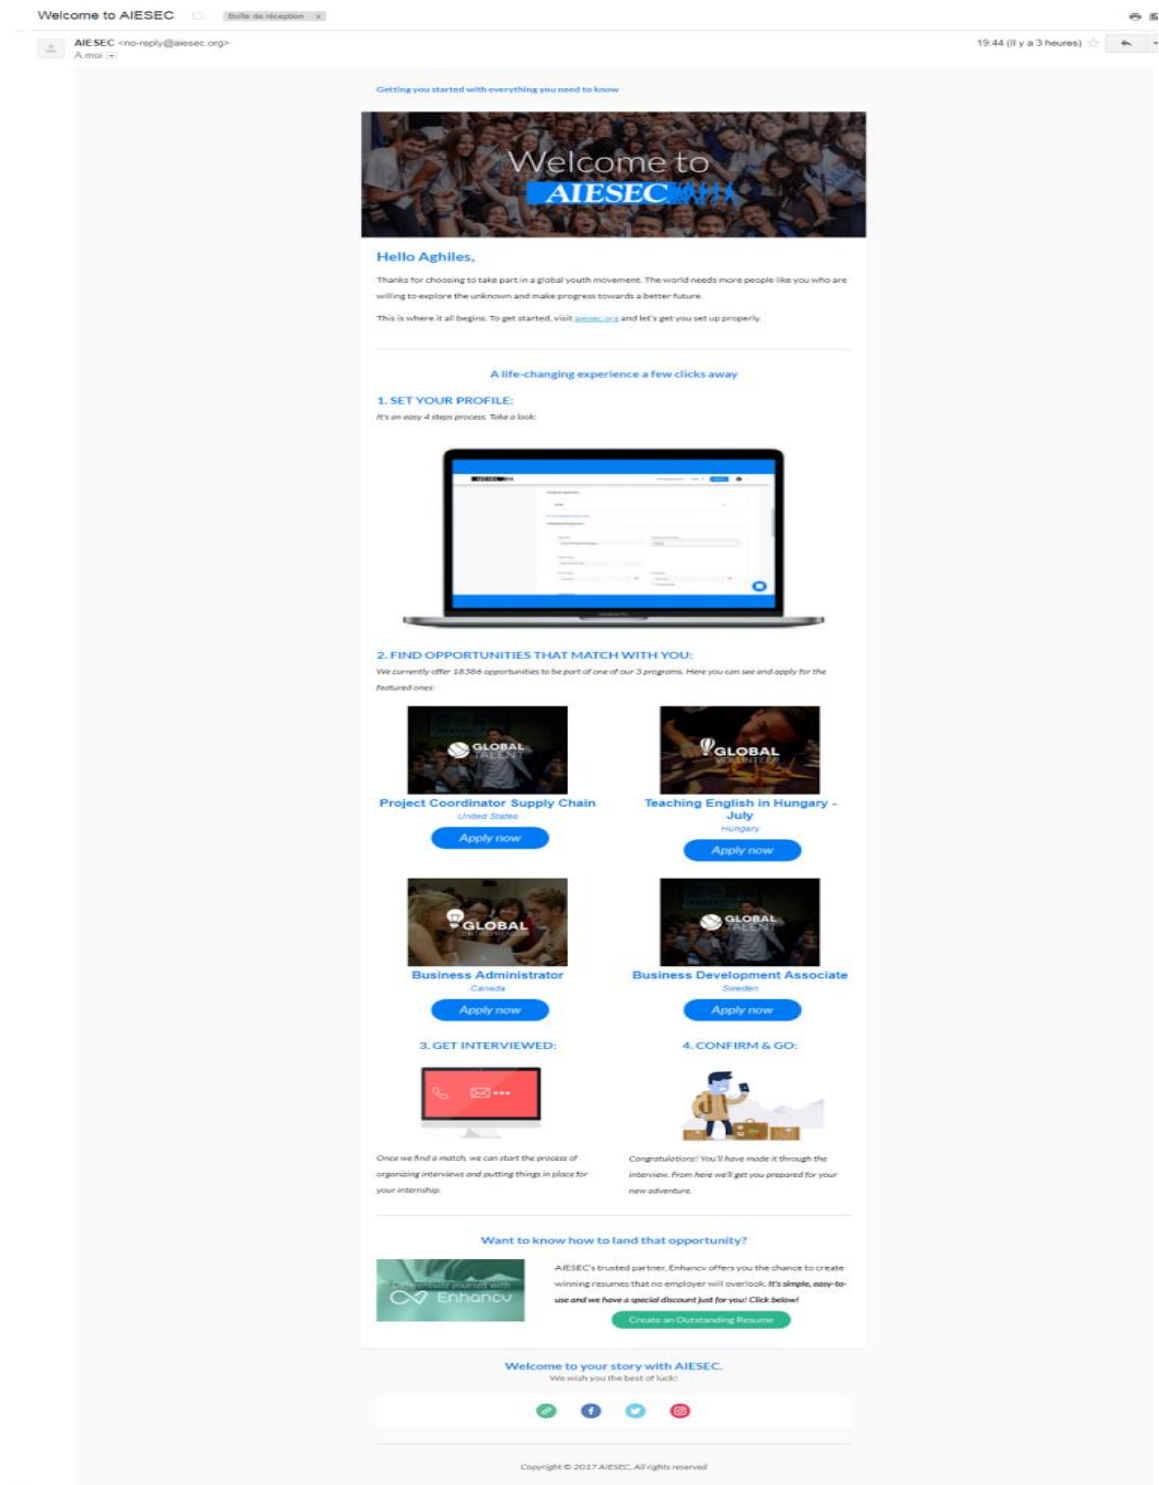 Welcome to AIESEC
Boîte de réception x
AIESEC <no-reply@aiesec.org>
À moi
19:44 (Il y a 3 heures)
Getting you started with everything you need to know
Welcome to
AIESEC
Hello Aghiles,
Thanks for choosing to take part in a global youth movement. The world needs more people like you who are
willing to explore the unknown and make progress towards a better future.
This is where it all begins. To get started, visit aiesec.org and let's get you set up properly.
A life-changing experience a few clicks away
1. SET YOUR PROFILE:
It's an easy 4 steps process. Take a look:
2. FIND OPPORTUNITIES THAT MATCH WITH YOU:
We currently offer 18386 opportunities to be part of one of our 3 programs. Here you can see and apply for the
featured ones:
GLOBAL
TALENT
GLOBAL
VOLUNTEER
Project Coordinator Supply Chain
United States
Apply now
Teaching English in Hungary -
July
Hungary
Apply now
GLOBAL
ENTREPRENEUR
GLOBAL
TALENT
Business Administrator
Canada
Apply now
Business Development Associate
Sweden
Apply now
3. GET INTERVIEWED:
4. CONFIRM & GO:
Once we find a match, we can start the process of
organizing interviews and putting things in place for
your internship.
Congratulations! You'll have made it through the
interview. From here we'll get you prepared for your
new adventure.
Want to know how to land that opportunity?
Differentiate yourself with
Enhancv
AIESEC's trusted partner, Enhancv offers you the chance to create
winning resumes that no employer will overlook. It's simple, easy-to-
use and we have a special discount just for you! Click below!
Create an Outstanding Resume
Welcome to your story with AIESEC.
We wish you the best of luck!
Copyright © 2017 AIESEC, All rights reserved